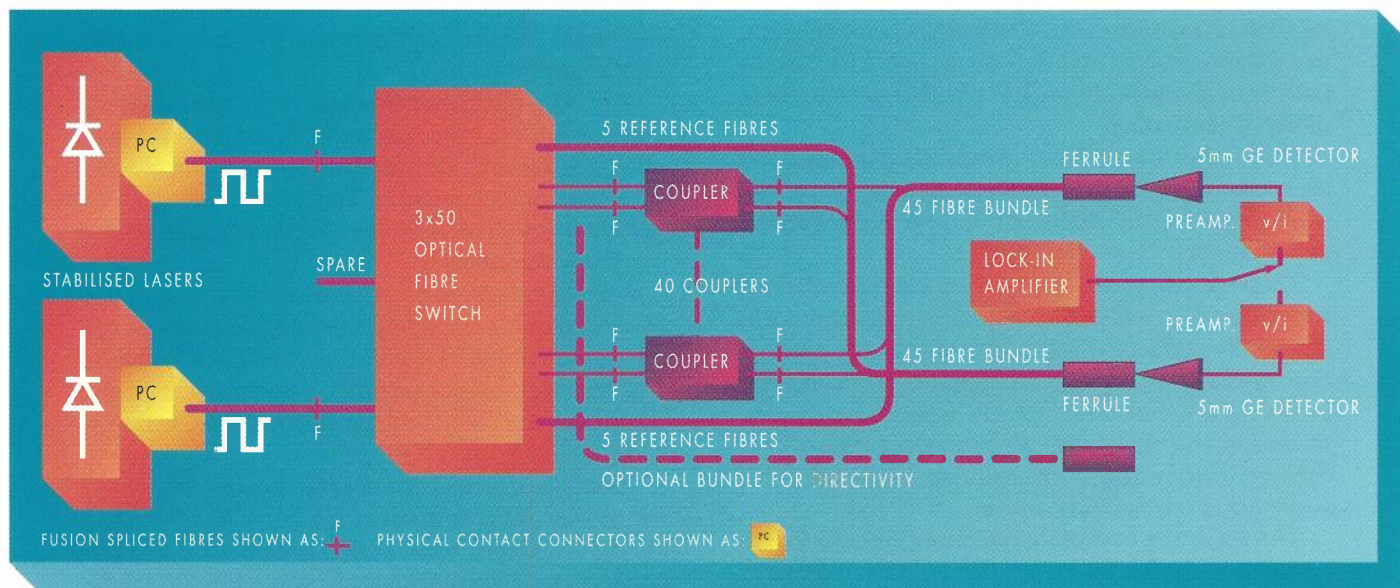 PC
F
5 REFERENCE FIBRES
FERRULE
5mm GE DETECTOR
F
F
COUPLER
F
F
45 FIBRE BUNDLE
PREAMP.
v/i
3x50
OPTICAL
FIBRE
SWITCH
STABILISED LASERS
SPARE
40 COUPLERS
LOCK-IN
AMPLIFIER
PREAMP.
v/i
F
F
COUPLER
F
F
45 FIBRE BUNDLE
FERRULE
5mm GE DETECTOR
PC
F
5 REFERENCE FIBRES
OPTIONAL BUNDLE FOR DIRECTIVITY
FUSION SPLICED FIBRES SHOWN AS:
F
PHYSICAL CONTACT CONNECTORS SHOWN AS:
PC